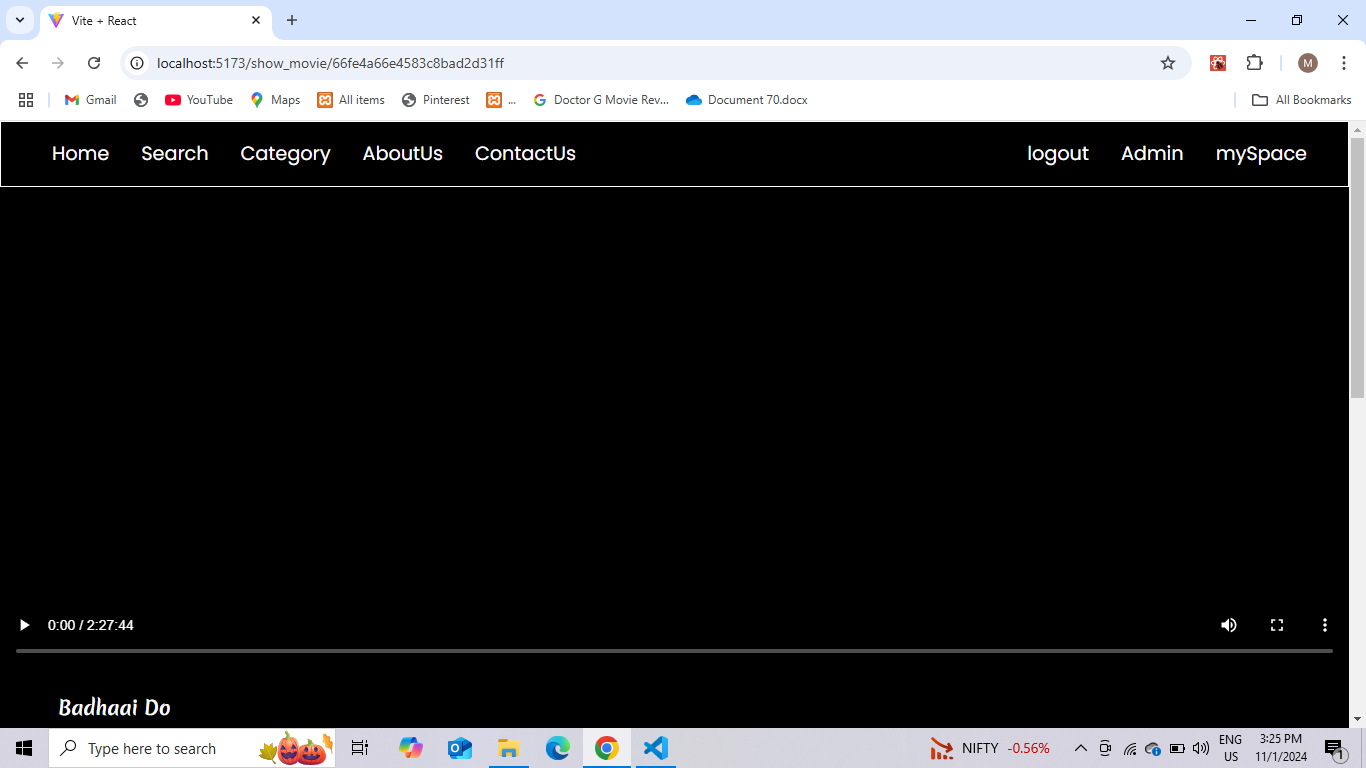 Vite + React
localhost:5173/show_movie/66fe4a66e4583c8bad2d31ff
M
Gmail YouTube Maps All items Pinterest ... Doctor G Movie Rev... Document 70.docx All Bookmarks
Home Search Category AboutUs ContactUs logout Admin mySpace
0:00 / 2:27:44
Badhaai Do
Type here to search NIFTY -0.56% ENG US 3:25 PM 11/1/2024 1